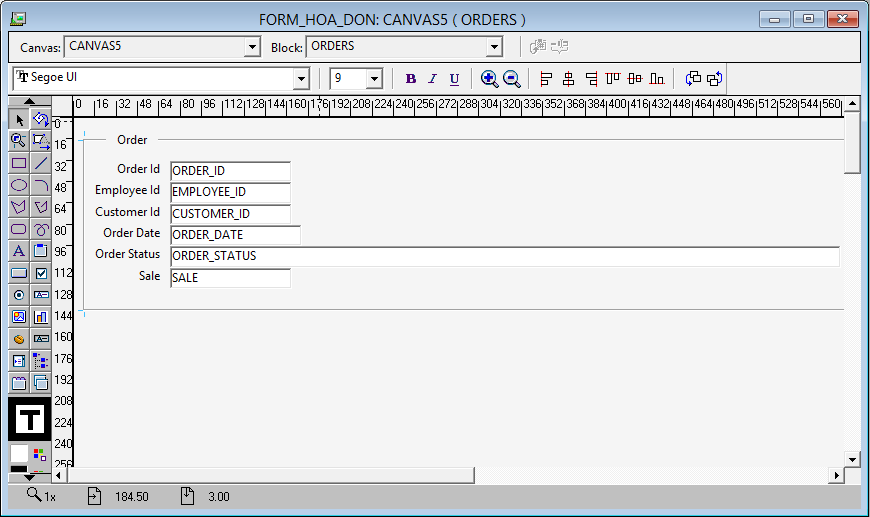 FORM_HOA_DON: CANVAS5 ( ORDERS )
Canvas: CANVAS5 Block: ORDERS
Segoe UI 9 B I U
0 16 32 48 64 80 96 112 128 144 160 176 192 208 224 240 256 272 288 304 320 336 352 368 384 400 416 432 448 464 480 496 512 528 544 560
0
16
32
48
64
80
96
112
128
144
160
176
192
208
224
240
256
Order
Order Id ORDER_ID
Employee Id EMPLOYEE_ID
Customer Id CUSTOMER_ID
Order Date ORDER_DATE
Order Status ORDER_STATUS
Sale SALE
A
T
1x 184.50 3.00